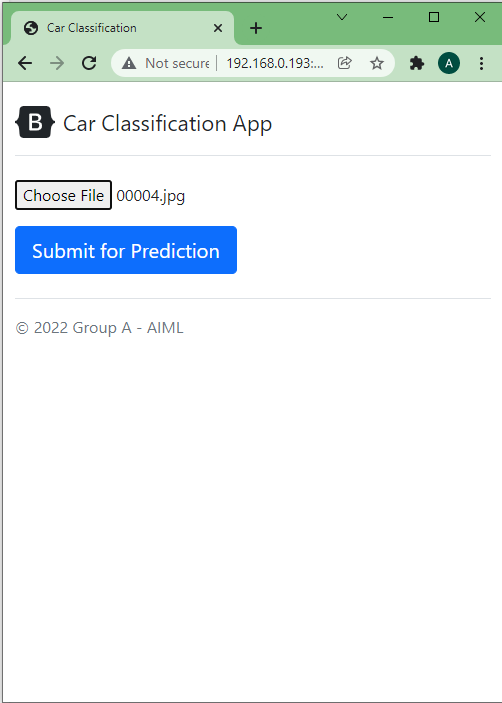 Car Classification
Not secure 192.168.0.193:...
A
B Car Classification App
Choose File 00004.jpg
Submit for Prediction
© 2022 Group A - AIML